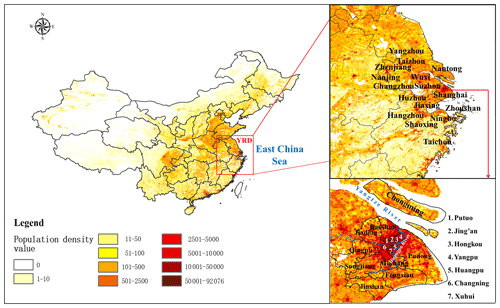 YRD
East China
Sea
Legend
Population density
value
0
1-10
11-50
51-100
101-500
501-2500
2501-5000
5001-10000
10001-50000
50001-92076
Yangzhou
Taizhou
Zhenjiang
Nantong
Nanjing
Wuxi
Changzhou
Suzhou
Shanghai
Huzhou
Jiaxing
Zhoushan
Hangzhou
Ningbo
Shaoxing
Taizhou
Chongming
Yangtze River
Baoshan
Jiading
Qingpu
Pudong
Minhang
Songjiang
Fengxian
Jinshan
1. Putuo
2. Jing'an
3. Hongkou
4. Yangpu
5. Huangpu
6. Changning
7. Xuhui